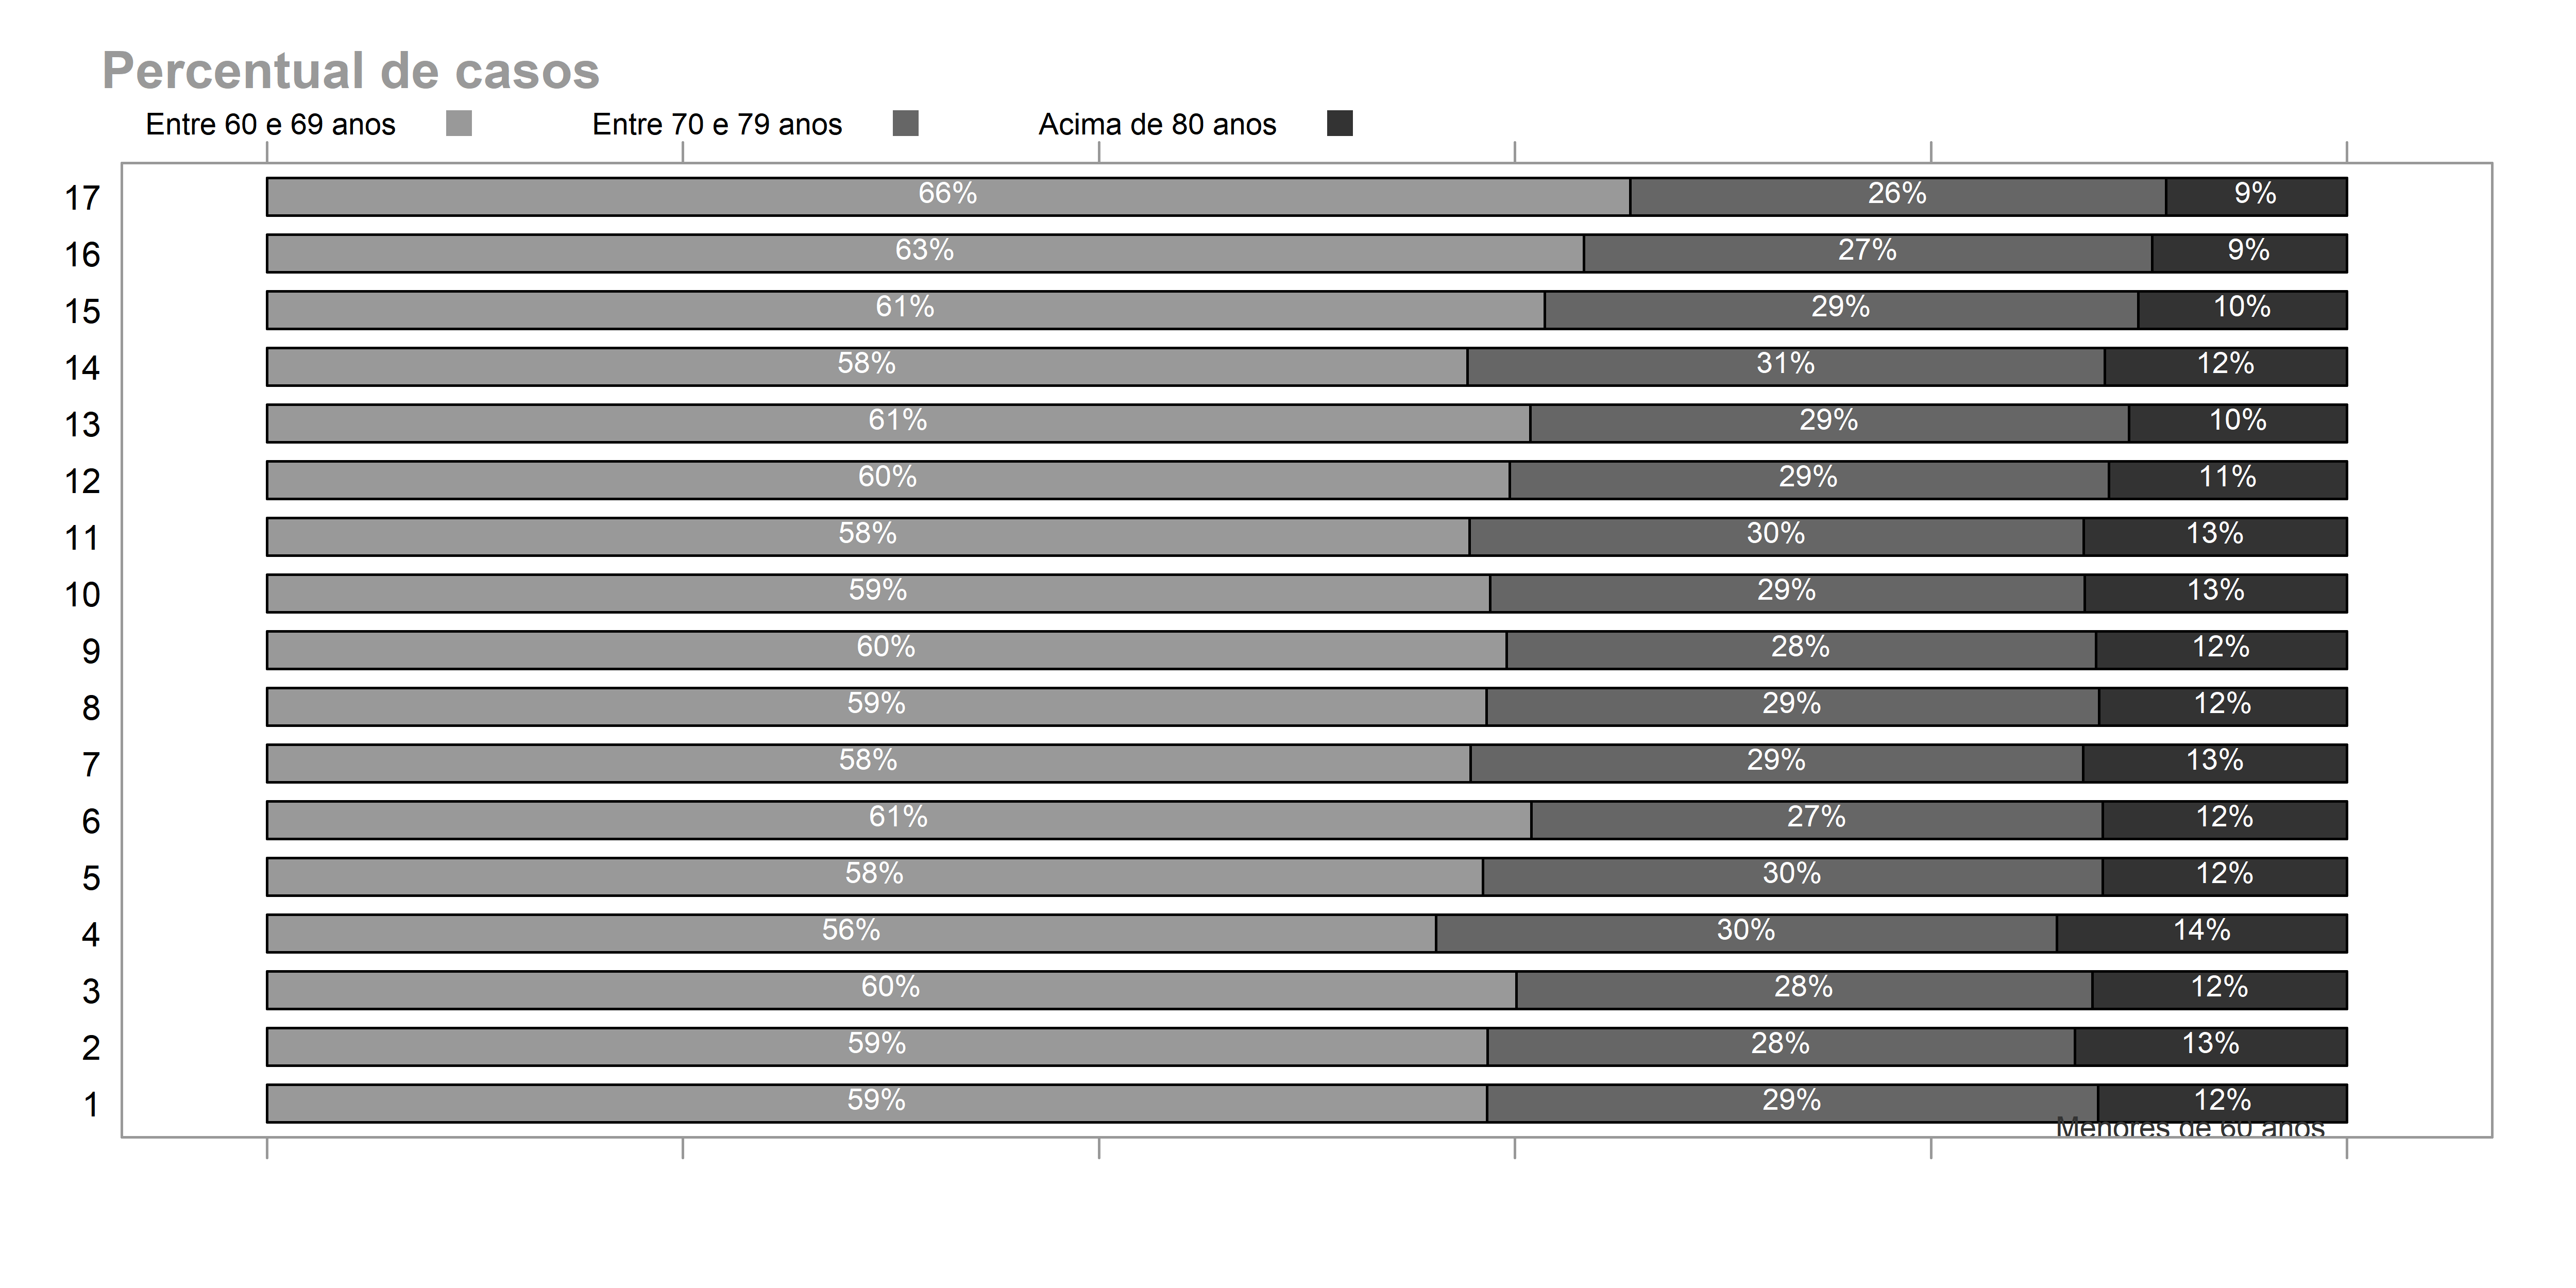 Percentual de casos
Entre 60 e 69 anos Entre 70 e 79 anos Acima de 80 anos
17 66% 26% 9%
16 63% 27% 9%
15 61% 29% 10%
14 58% 31% 12%
13 61% 29% 10%
12 60% 29% 11%
11 58% 30% 13%
10 59% 29% 13%
9 60% 28% 12%
8 59% 29% 12%
7 58% 29% 13%
6 61% 27% 12%
5 58% 30% 12%
4 56% 30% 14%
3 60% 28% 12%
2 59% 28% 13%
1 59% 29% 12%
Menores de 60 anos